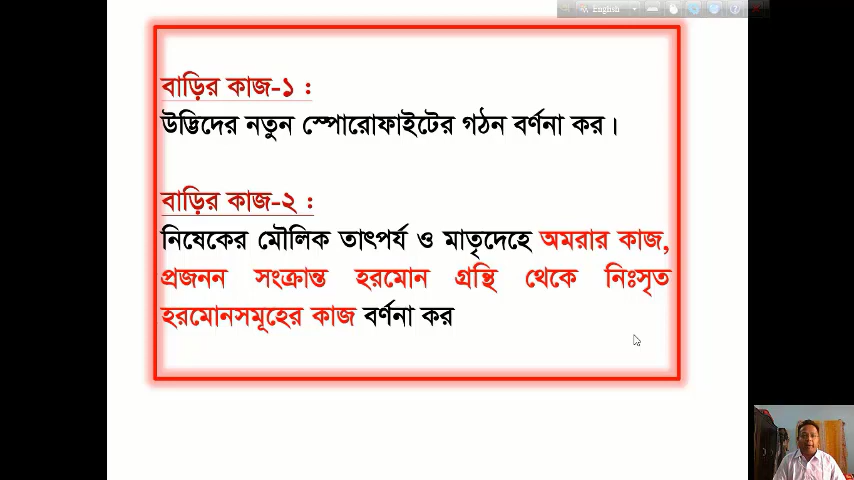 English
বাড়ির কাজ-১ :
উদ্ভিদের নতুন স্পোরোফাইটের গঠন বর্ণনা কর।
বাড়ির কাজ-২ :
নিষেকের মৌলিক তাৎপর্য ও মাতৃদেহে অমরার কাজ,
প্রজনন সংক্রান্ত হরমোন গ্রন্থি থেকে নিঃসৃত
হরমোনসমূহের কাজ বর্ণনা কর